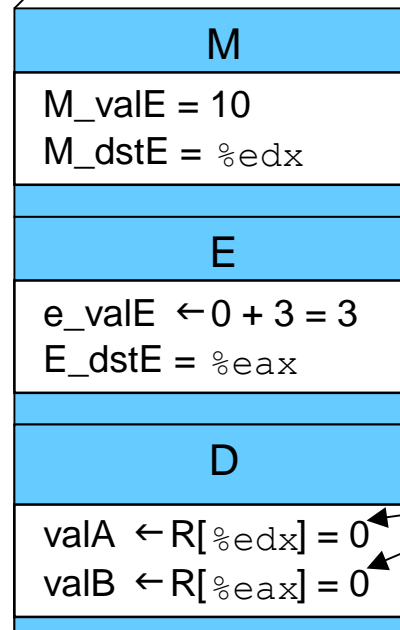 M
M_valE = 10
M_dstE = %edx
E
e_valE ← 0 + 3 = 3
E_dstE = %eax
D
valA ← R[%edx] = 0
valB ← R[%eax] = 0